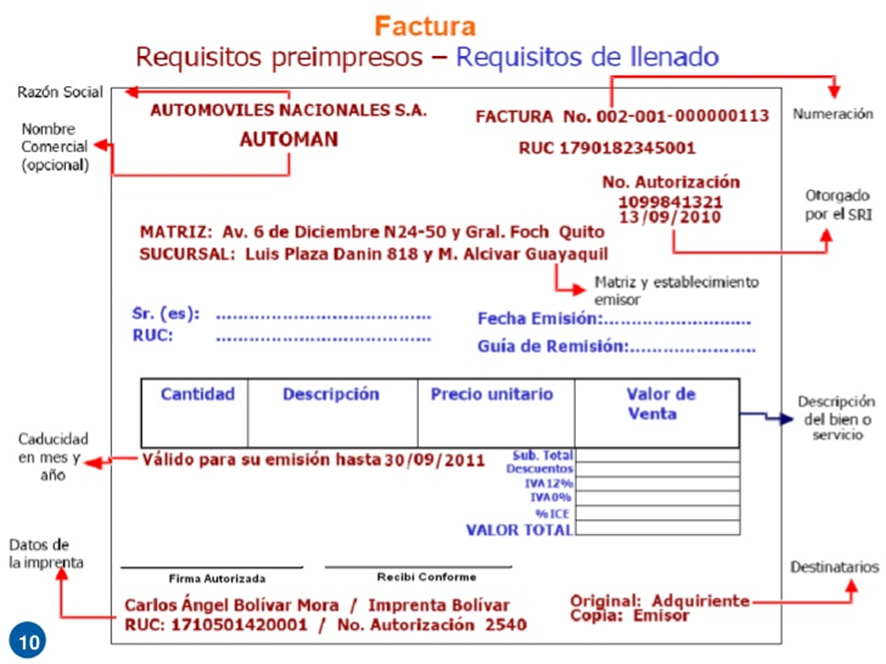 Factura
Requisitos preimpresos – Requisitos de llenado
Razón Social
AUTOMOVILES NACIONALES S.A.
FACTURA No. 002-001-000000113
Numeración
Nombre
Comercial
(opcional)
AUTOMAN
RUC 1790182345001
No. Autorización
1099841321
13/09/2010
Otorgado
por el SRI
MATRIZ: Av. 6 de Diciembre N24-50 y Gral. Foch Quito
SUCURSAL: Luis Plaza Danin 818 y M. Alcivar Guayaquil
Matriz y establecimiento
emisor
Sr. (es): ........................................
RUC: ........................................
Fecha Emisión:...........................
Guía de Remisión:.......................
Cantidad Descripción Precio unitario Valor de
Venta
Descripción
del bien o
servicio
Caducidad
en mes y
año
Válido para su emisión hasta 30/09/2011
Sub. Total
Descuentos
IVA12%
IVA0%
% ICE
VALOR TOTAL
Datos de
la imprenta
Firma Autorizada
Recibí Conforme
Destinatarios
Carlos Ángel Bolívar Mora / Imprenta Bolívar
RUC: 1710501420001 / No. Autorización 2540
Original: Adquiriente
Copia: Emisor
10